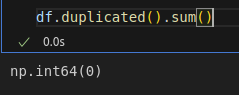 df.duplicated().sum()
0.0s
np.int64(0)